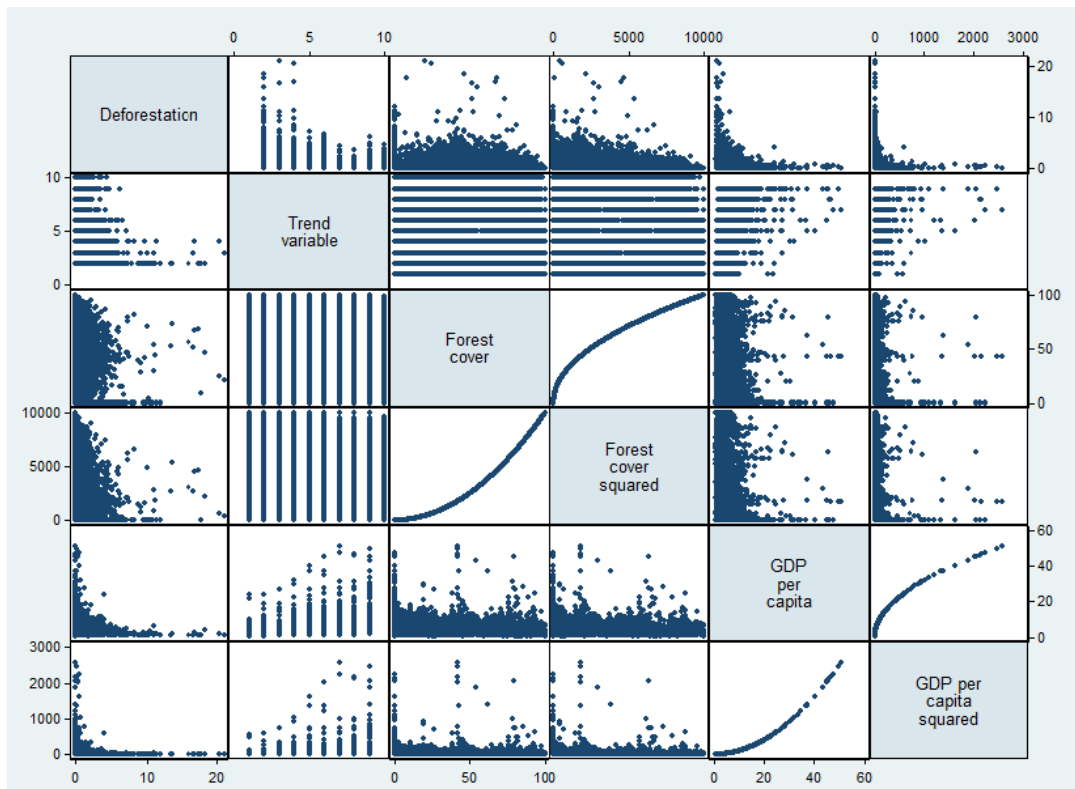 0 5 10 0 5000 10000 0 1000 2000 3000
Deforestation
20
10
0
10
5
0
Trend
variable
Forest
cover
100
50
0
10000
5000
0
Forest
cover
squared
GDP
per
capita
60
40
20
0
3000
2000
1000
0
GDP per
capita
squared
0 10 20 0 50 100 0 20 40 60